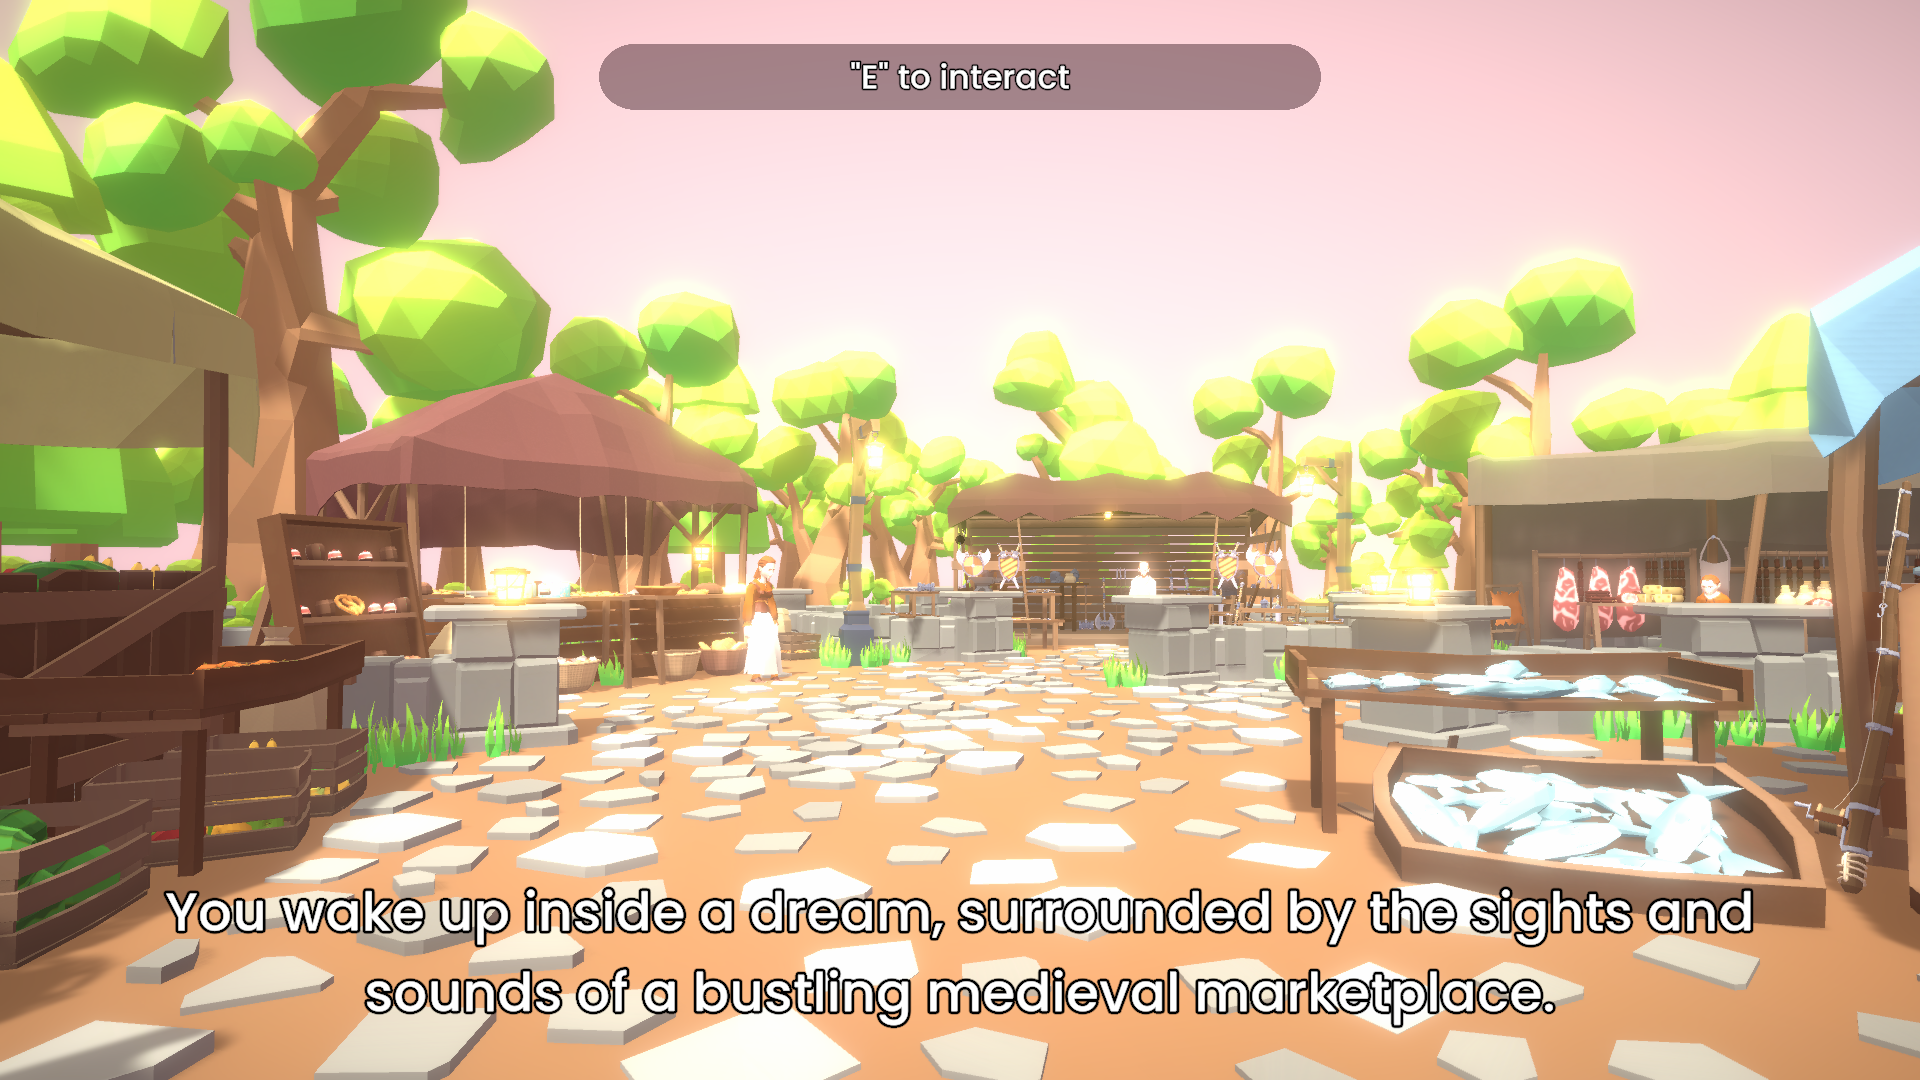 "E" to interact
You wake up inside a dream, surrounded by the sights and
sounds of a bustling medieval marketplace.